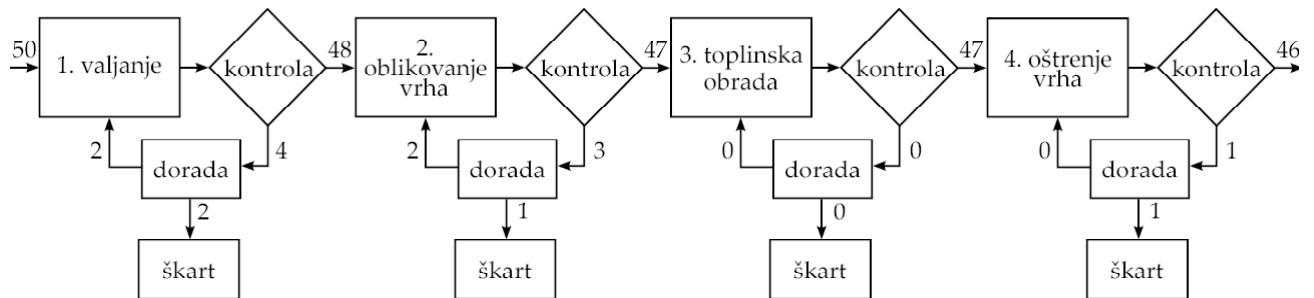 50
1. valjanje
kontrola
48
2.
oblikovanje
vrha
kontrola
47
3. toplinska
obrada
kontrola
47
4. oštrenje
vrha
kontrola
46
2
dorada
4
2
dorada
3
0
dorada
0
0
dorada
1
2
1
0
1
škart
škart
škart
škart